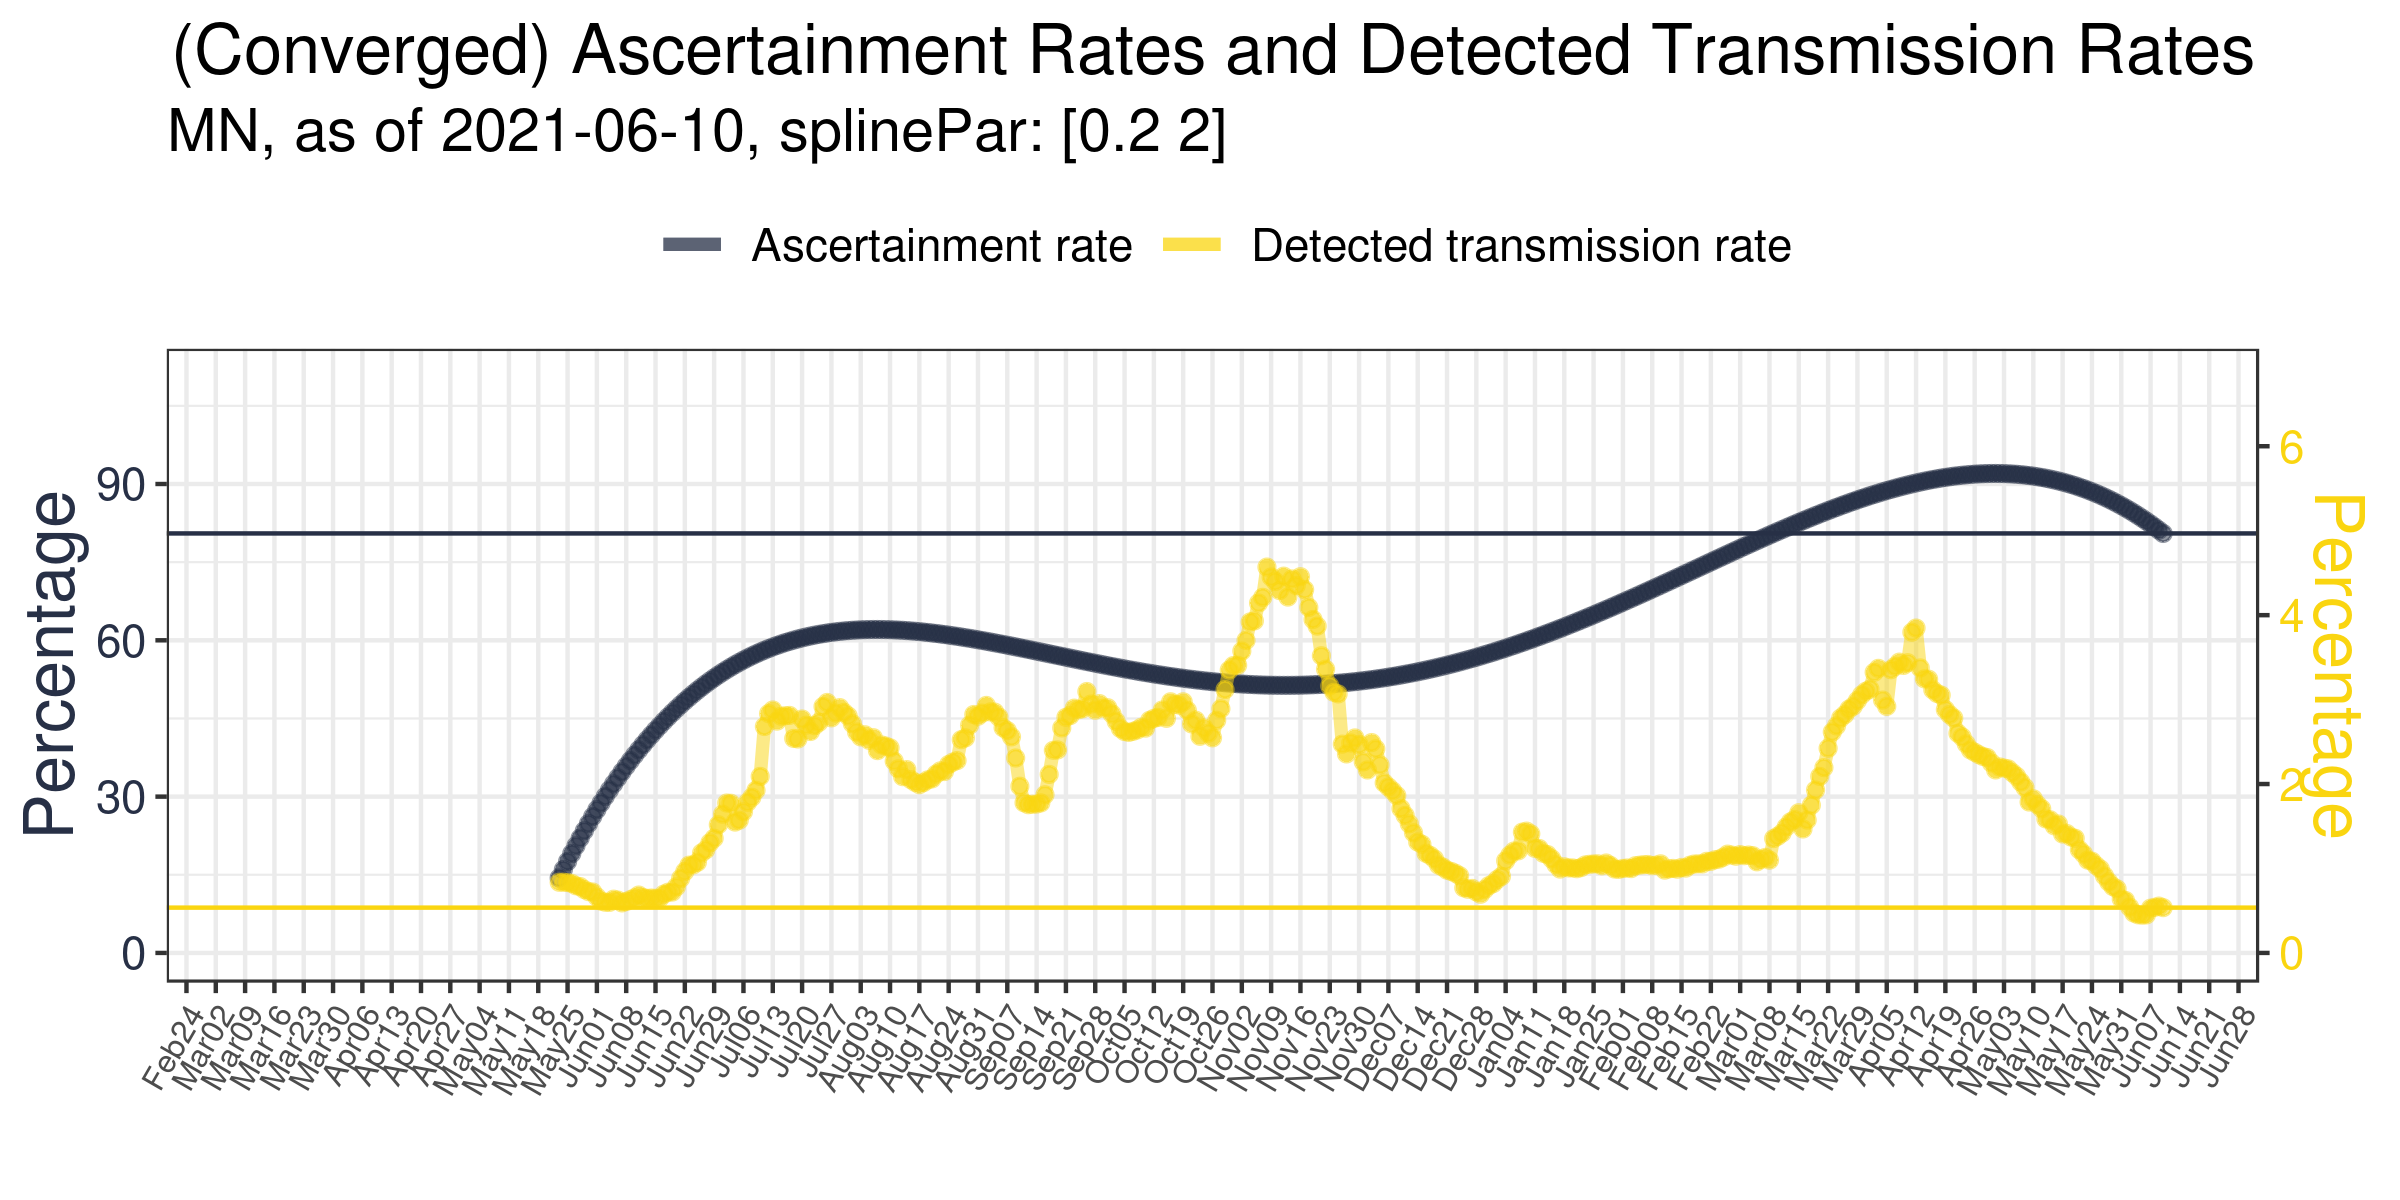 (Converged) Ascertainment Rates and Detected Transmission Rates
MN, as of 2021-06-10, splinePar: [0.2 2]
Ascertainment rate Detected transmission rate
Percentage
90
60
30
0
6
4
2
0
Percentage
Feb24 Mar02 Mar09 Mar16 Mar23 Mar30 Apr06 Apr13 Apr20 Apr27 May04 May11 May18 May25 Jun01 Jun08 Jun15 Jun22 Jun29 Jul06 Jul13 Jul20 Jul27 Aug03 Aug10 Aug17 Aug24 Aug31 Sep07 Sep14 Sep21 Sep28 Oct05 Oct12 Oct19 Oct26 Nov02 Nov09 Nov16 Nov23 Nov30 Dec07 Dec14 Dec21 Dec28 Jan04 Jan11 Jan18 Jan25 Feb01 Feb08 Feb15 Feb22 Mar01 Mar08 Mar15 Mar22 Mar29 Apr05 Apr12 Apr19 Apr26 May03 May10 May17 May24 May31 Jun07 Jun14 Jun21 Jun28